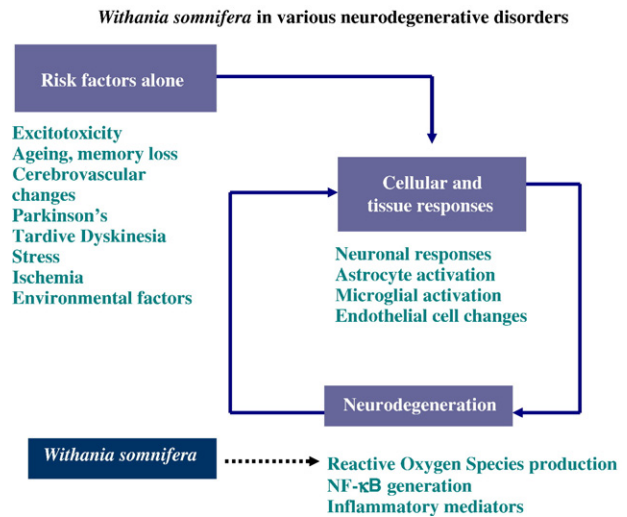 Withania somnifera in various neurodegenerative disorders
Risk factors alone
Excitotoxicity
Ageing, memory loss
Cerebrovascular
changes
Parkinson's
Tardive Dyskinesia
Stress
Ischemia
Environmental factors
Cellular and
tissue responses
Neuronal responses
Astrocyte activation
Microglial activation
Endothelial cell changes
Neurodegeneration
Withania somnifera
Reactive Oxygen Species production
NF-κB generation
Inflammatory mediators